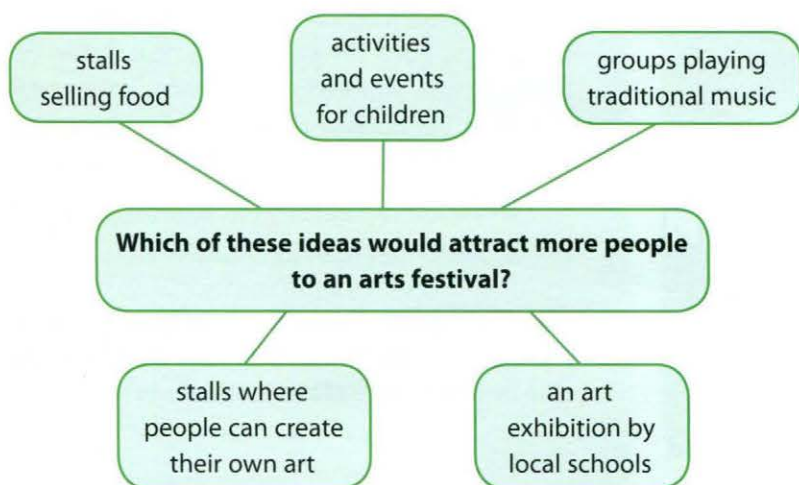 stalls
selling food
activities
and events
for children
groups playing
traditional music
Which of these ideas would attract more people
to an arts festival?
stalls where
people can create
their own art
an art
exhibition by
local schools